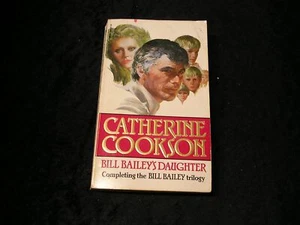 CATHERINE
COOKSON
BILL BAILEY'S DAUGHTER
Completing the BILL BAILEY trilogy